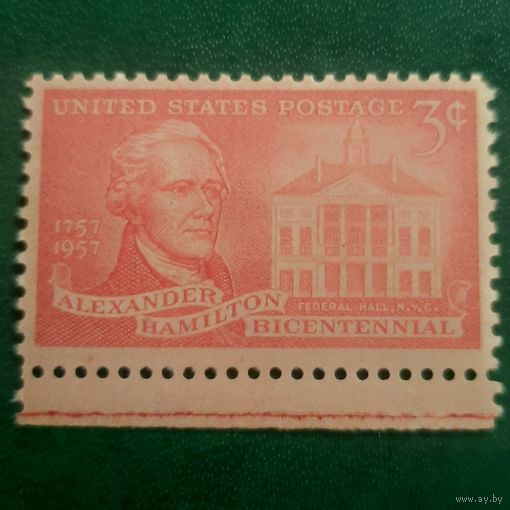 UNITED STATES POSTAGE 3¢
1757
1957
ALEXANDER
HAMILTON
BICENTENNIAL
FEDERAL HALL, N.Y.C.
www.ay.by